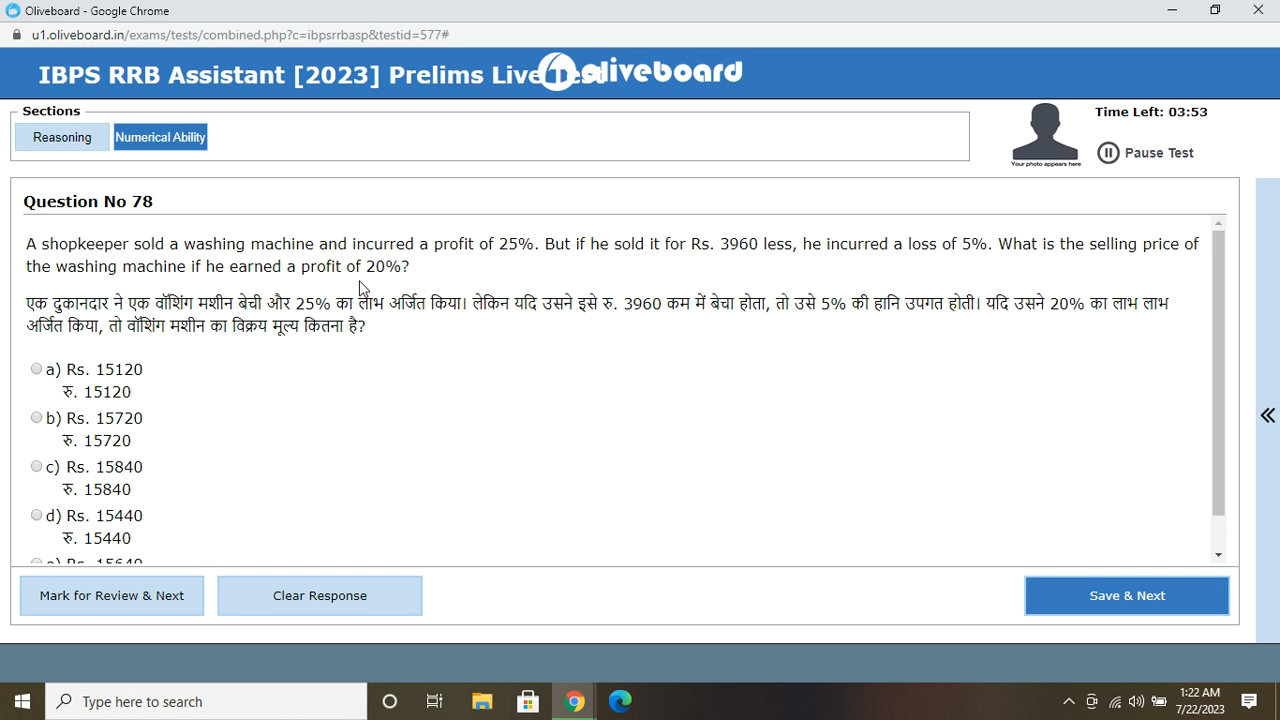 Oliveboard - Google Chrome
u1.oliveboard.in/exams/tests/combined.php?c=ibpsrrbasp&testid=577#
IBPS RRB Assistant [2023] Prelims Live Test
oliveboard
Sections
Reasoning
Numerical Ability
Your photo appears here
Time Left: 03:53
Pause Test
Question No 78
A shopkeeper sold a washing machine and incurred a profit of 25%. But if he sold it for Rs. 3960 less, he incurred a loss of 5%. What is the selling price of
the washing machine if he earned a profit of 20%?
एक दुकानदार ने एक वॉशिंग मशीन बेची और 25% का लाभ अर्जित किया। लेकिन यदि उसने इसे रु. 3960 कम में बेचा होता, तो उसे 5% की हानि उपगत होती। यदि उसने 20% का लाभ लाभ
अर्जित किया, तो वॉशिंग मशीन का विक्रय मूल्य कितना है?
a) Rs. 15120
रु. 15120
b) Rs. 15720
रु. 15720
c) Rs. 15840
रु. 15840
d) Rs. 15440
रु. 15440
e) Rs. 15640
Mark for Review & Next
Clear Response
Save & Next
Type here to search
1:22 AM
7/22/2023